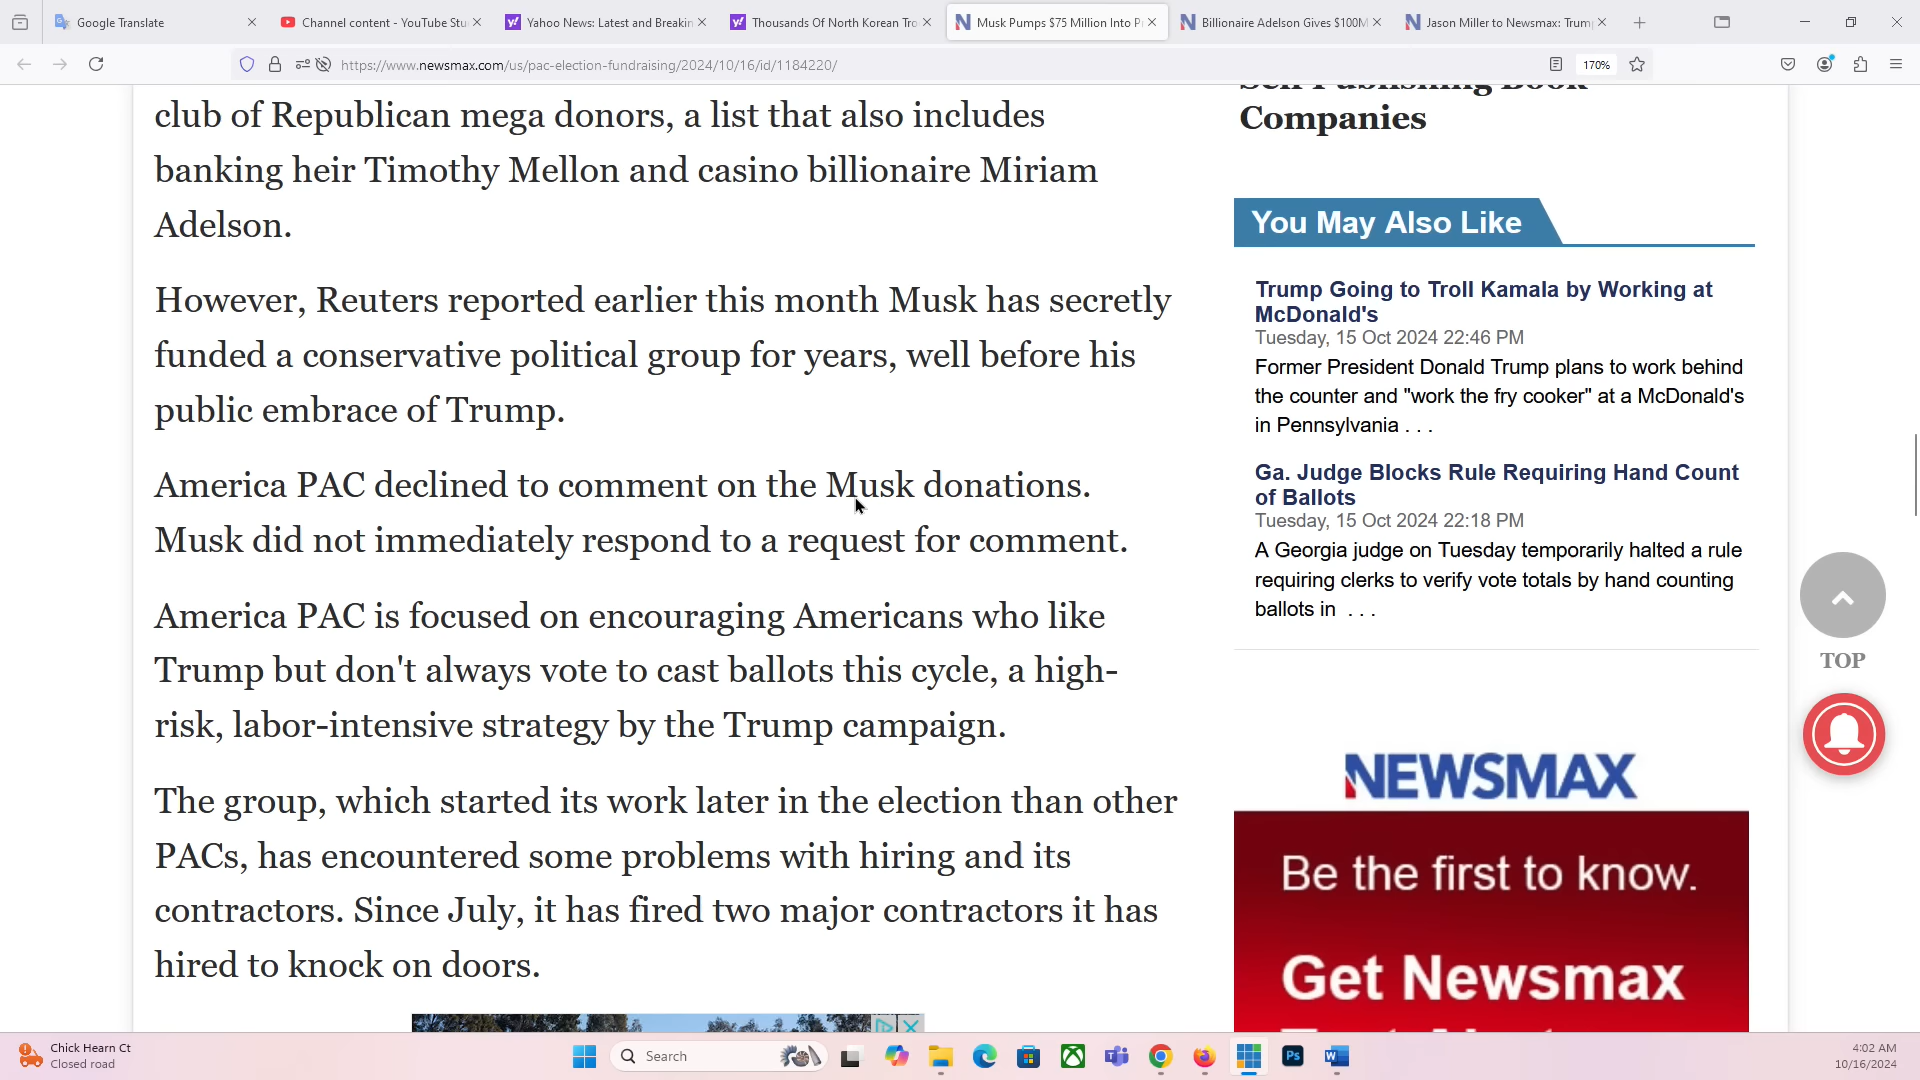 Google Translate
Channel content - YouTube Stu
Yahoo News: Latest and Breakin
Thousands Of North Korean Tro
Musk Pumps $75 Million Into P
Billionaire Adelson Gives $100M
Jason Miller to Newsmax: Trum
https://www.newsmax.com/us/pac-election-fundraising/2024/10/16/id/1184220/
170%
club of Republican mega donors, a list that also includes
banking heir Timothy Mellon and casino billionaire Miriam
Adelson.
However, Reuters reported earlier this month Musk has secretly
funded a conservative political group for years, well before his
public embrace of Trump.
America PAC declined to comment on the Musk donations.
Musk did not immediately respond to a request for comment.
America PAC is focused on encouraging Americans who like
Trump but don't always vote to cast ballots this cycle, a high-
risk, labor-intensive strategy by the Trump campaign.
The group, which started its work later in the election than other
PACs, has encountered some problems with hiring and its
contractors. Since July, it has fired two major contractors it has
hired to knock on doors.
Self Publishing Book
Companies
You May Also Like
Trump Going to Troll Kamala by Working at
McDonald's
Tuesday, 15 Oct 2024 22:46 PM
Former President Donald Trump plans to work behind
the counter and "work the fry cooker" at a McDonald's
in Pennsylvania . . .
Ga. Judge Blocks Rule Requiring Hand Count
of Ballots
Tuesday, 15 Oct 2024 22:18 PM
A Georgia judge on Tuesday temporarily halted a rule
requiring clerks to verify vote totals by hand counting
ballots in . . .
NEWSMAX
Be the first to know.
Get Newsmax
TOP
Chick Hearn Ct
Closed road
Search
Ps
4:02 AM
10/16/2024